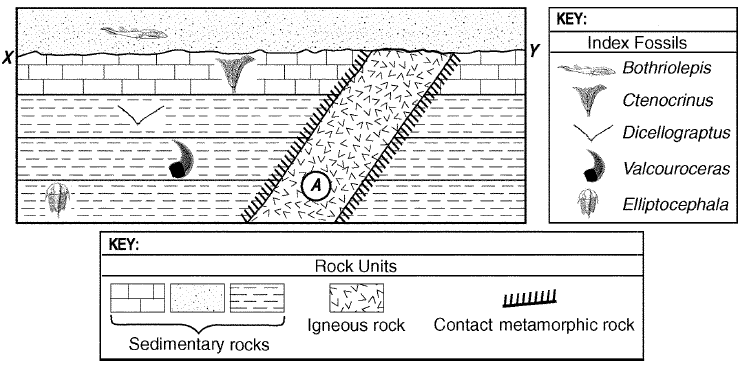 X
Y
A
KEY:
Index Fossils
Bothriolepis
Ctenocrinus
Dicellograptus
Valcouroceras
Elliptocephala
KEY:
Rock Units
Sedimentary rocks
Igneous rock
Contact metamorphic rock